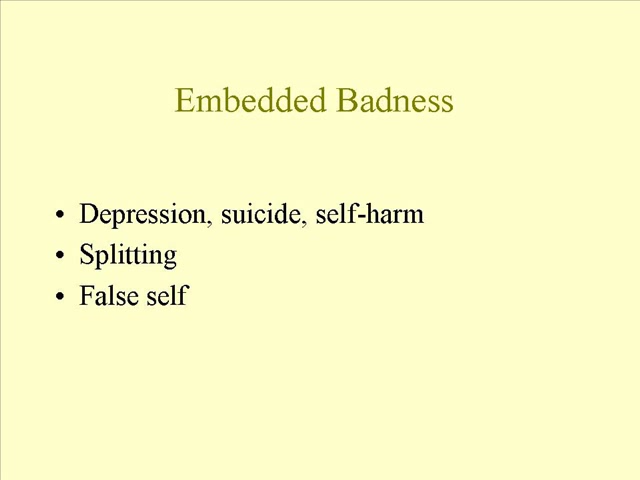 Embedded Badness
• Depression, suicide, self-harm
• Splitting
• False self